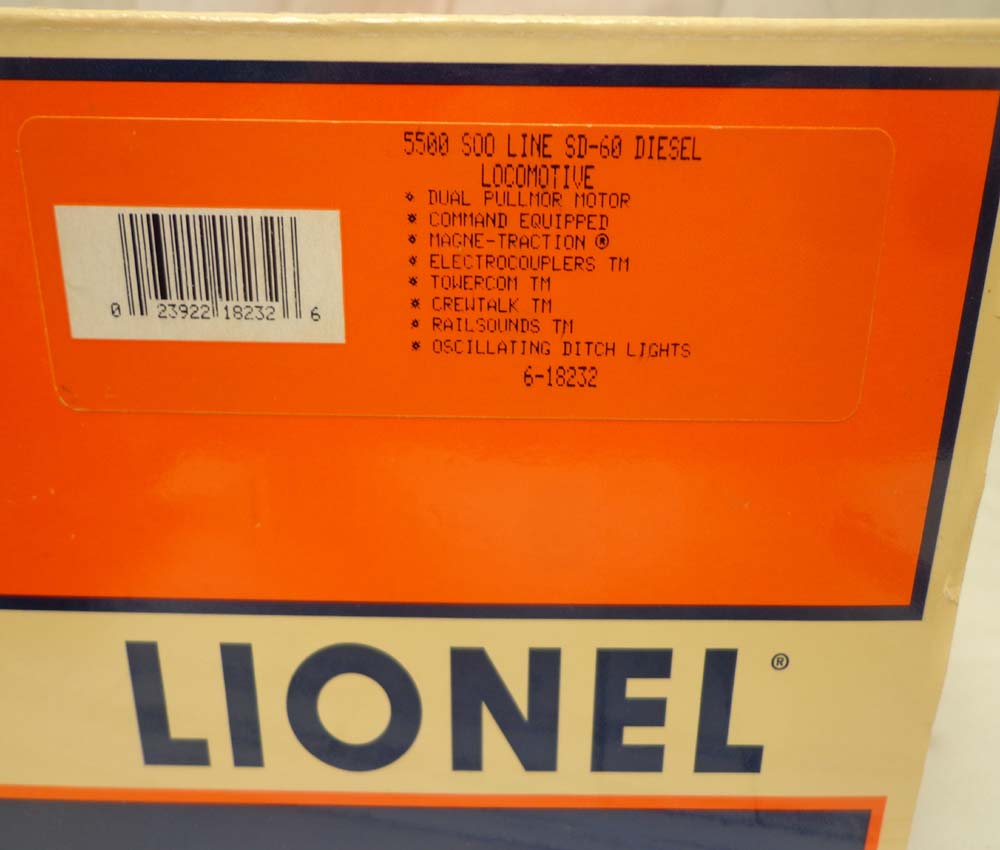 5500 SOO LINE SD-60 DIESEL
LOCOMOTIVE
* DUAL PULLMOR MOTOR
* COMMAND EQUIPPED
* MAGNE-TRACTION ®
* ELECTROCOUPLERS TM
* TOWERCOM TM
* CREWTALK TM
* RAILSOUNDS TM
* OSCILLATING DITCH LIGHTS
6-18232
0 23922 18232 6
LIONEL ®